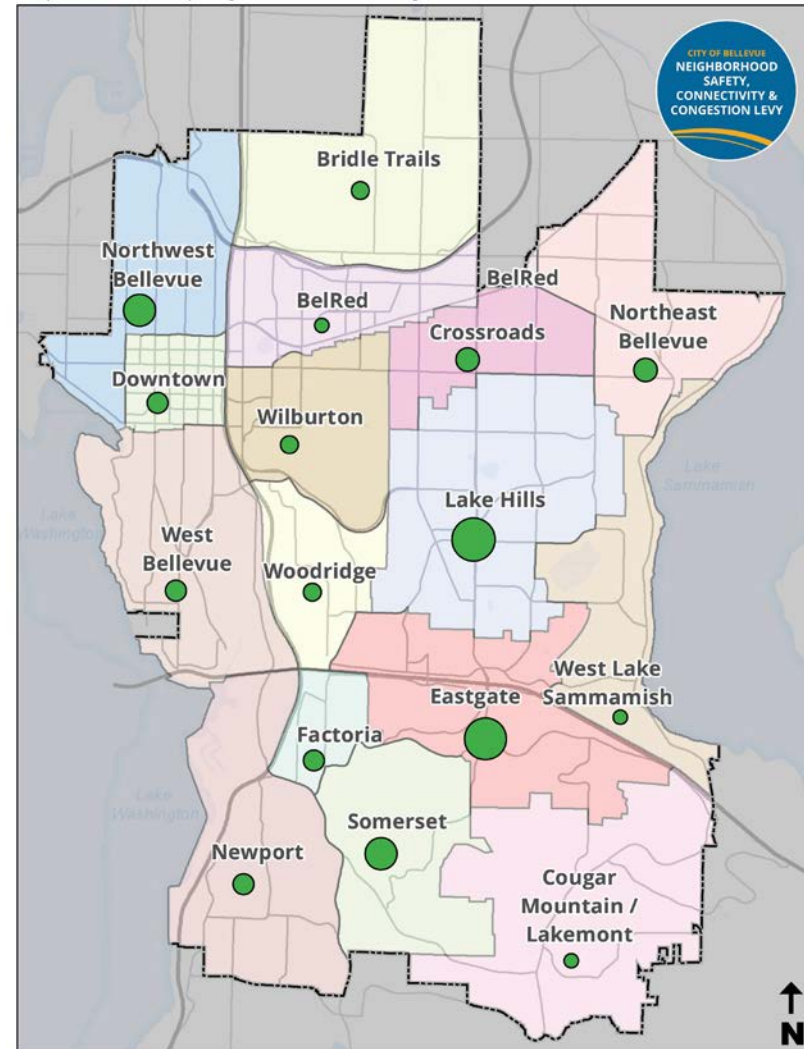 CITY OF BELLEVUE
NEIGHBORHOOD
SAFETY,
CONNECTIVITY &
CONGESTION LEVY
Bridle Trails
Northwest
Bellevue
BelRed
BelRed
Crossroads
Northeast
Bellevue
Downtown
Wilburton
Lake
Sammamish
Lake Hills
Lake
Washington
West
Bellevue
Woodridge
West Lake
Sammamish
Eastgate
Factoria
Lake
Washington
Somerset
Newport
Cougar
Mountain /
Lakemont
N